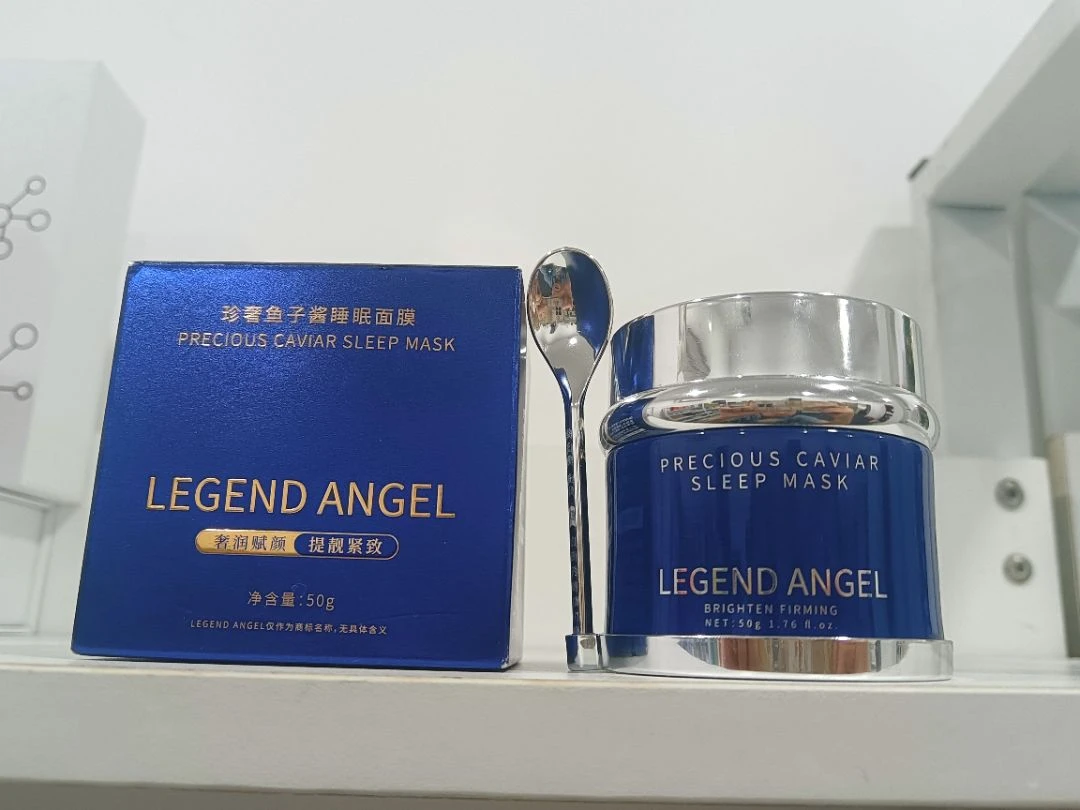 珍奢鱼子酱睡眠面膜
PRECIOUS CAVIAR SLEEP MASK
LEGEND ANGEL
奢润赋颜 提靓紧致
净含量:50g
LEGEND ANGEL仅作为商标名称,无具体含义
PRECIOUS CAVIAR
SLEEP MASK
LEGEND ANGEL
BRIGHTEN FIRMING
NET:50g 1.76 fl.oz.